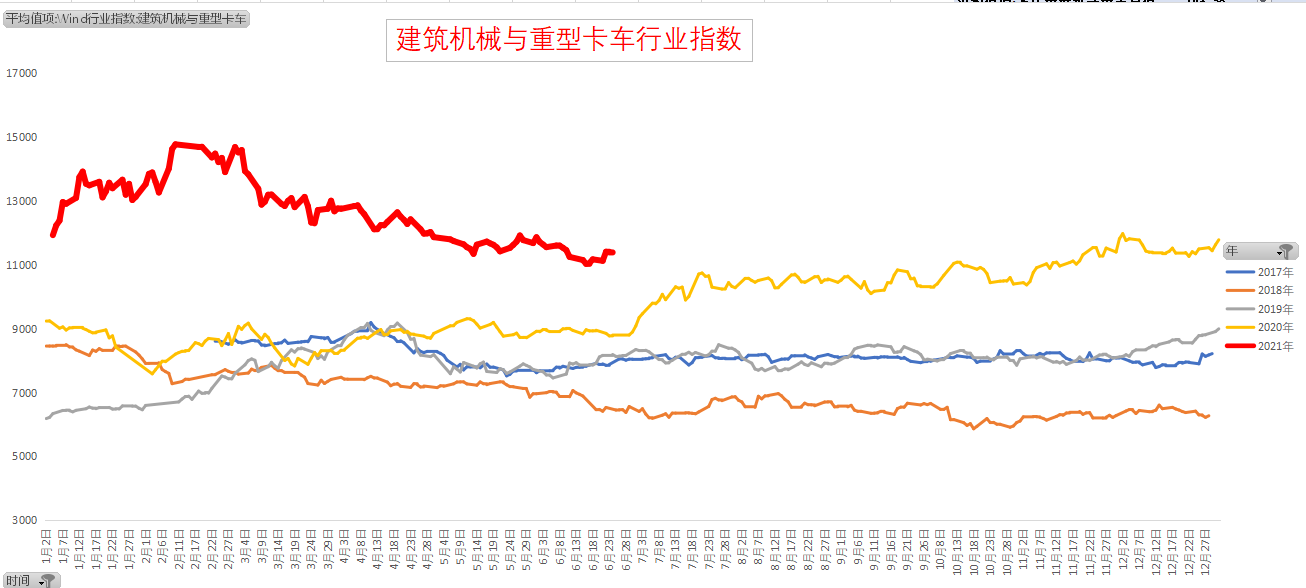 平均值项:Wind行业指数:建筑机械与重型卡车
建筑机械与重型卡车行业指数
17000
15000
13000
11000
9000
7000
5000
3000
年
2017年
2018年
2019年
2020年
2021年
1月2日
1月7日
1月12日
1月17日
1月22日
1月27日
2月1日
2月6日
2月11日
2月17日
2月22日
2月27日
3月4日
3月9日
3月14日
3月19日
3月24日
3月29日
4月3日
4月8日
4月13日
4月18日
4月23日
4月28日
5月4日
5月9日
5月14日
5月19日
5月24日
5月29日
6月3日
6月8日
6月13日
6月18日
6月23日
6月28日
7月3日
7月8日
7月13日
7月18日
7月23日
7月28日
8月2日
8月7日
8月12日
8月17日
8月22日
8月27日
9月1日
9月6日
9月11日
9月16日
9月21日
9月26日
10月8日
10月13日
10月18日
10月23日
10月28日
11月2日
11月7日
11月12日
11月17日
11月22日
11月27日
12月2日
12月7日
12月12日
12月17日
12月22日
12月27日
时间